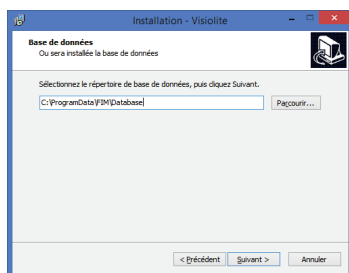 Installation - Visiolite
Base de données
Ou sera installée la base de données
Sélectionnez le répertoire de base de données, puis cliquez Suivant.
C:\ProgramData\FIM\Database
Parcourir...
< Précédent
Suivant >
Annuler